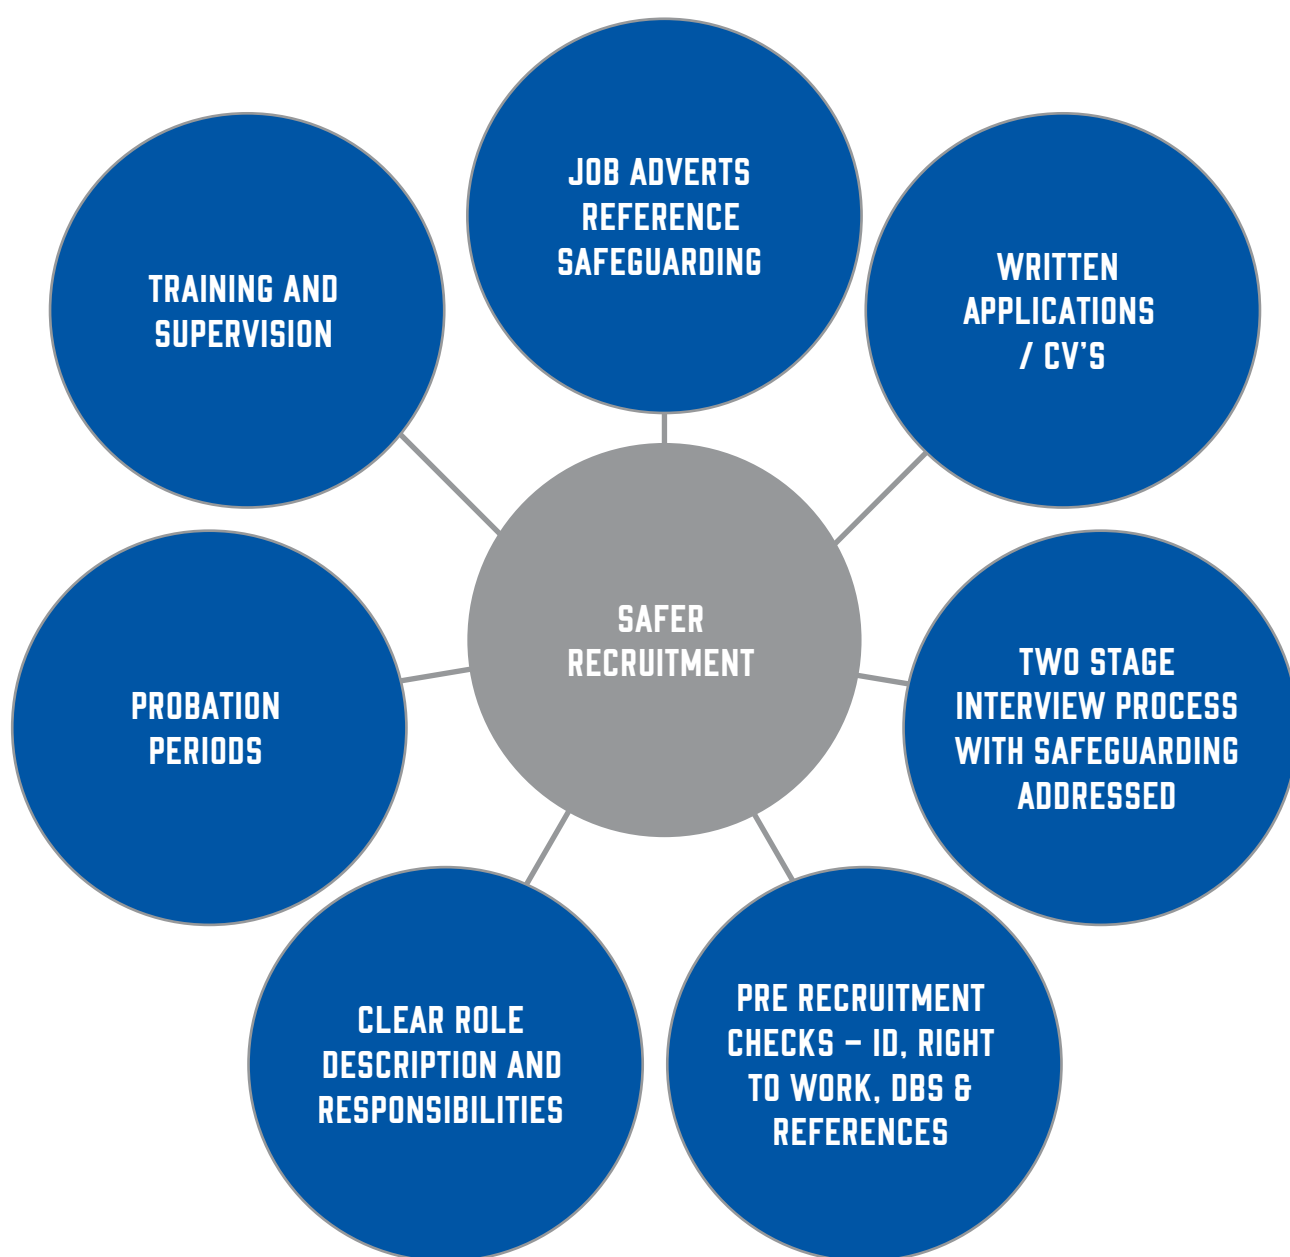 JOB ADVERTS
REFERENCE
SAFEGUARDING
WRITTEN
APPLICATIONS
/ CV'S
TWO STAGE
INTERVIEW PROCESS
WITH SAFEGUARDING
ADDRESSED
PRE RECRUITMENT
CHECKS – ID, RIGHT
TO WORK, DBS &
REFERENCES
CLEAR ROLE
DESCRIPTION AND
RESPONSIBILITIES
PROBATION
PERIODS
TRAINING AND
SUPERVISION
SAFER
RECRUITMENT